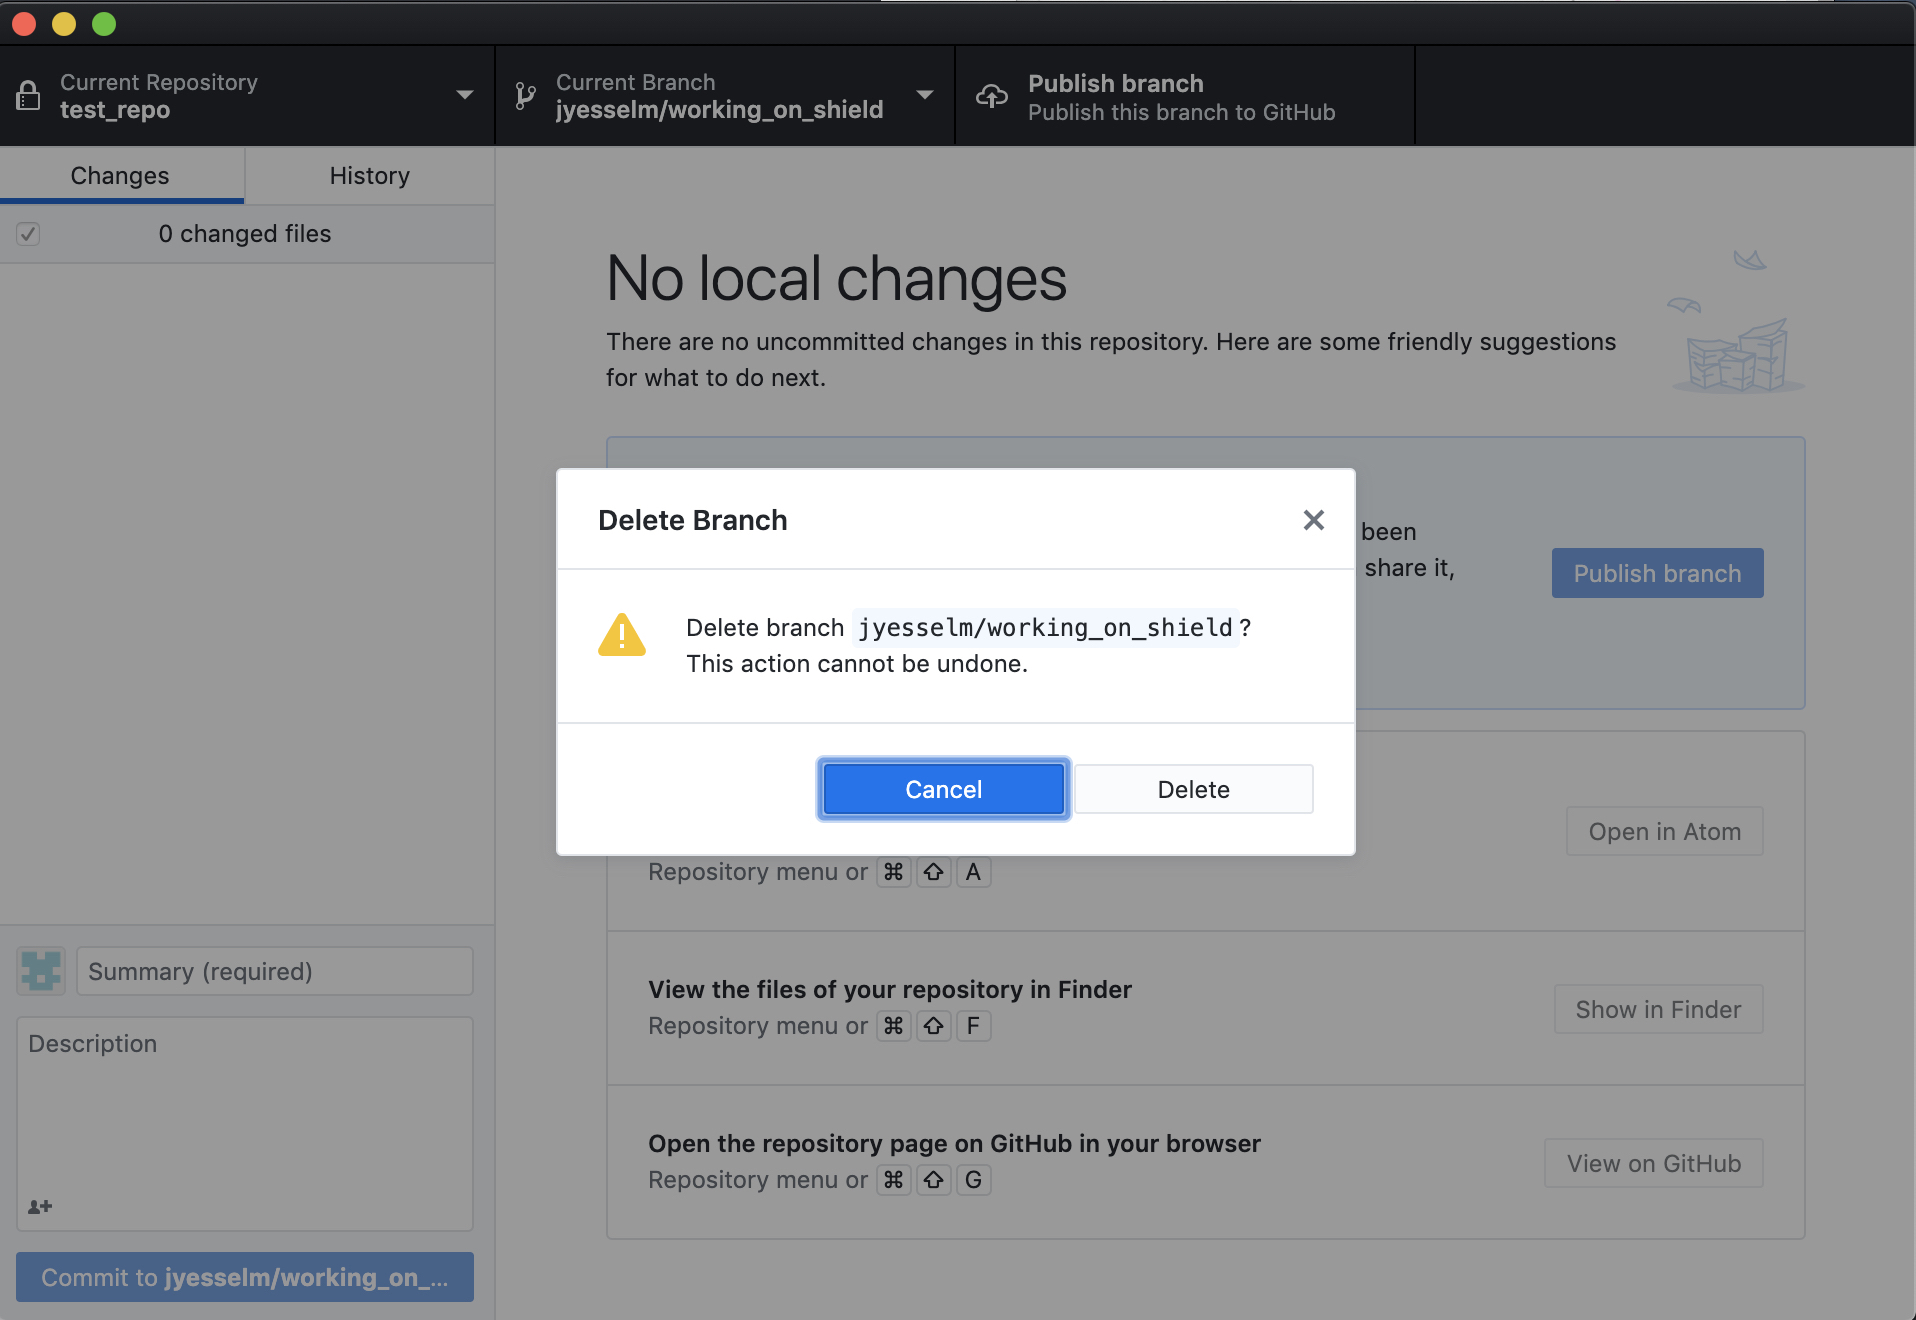 Current Repository
test_repo
Current Branch
jyesselm/working_on_shield
Publish branch
Publish this branch to GitHub
Changes
History
0 changed files
No local changes
There are no uncommitted changes in this repository. Here are some friendly suggestions
for what to do next.
been
share it,
Publish branch
Delete Branch
Delete branch jyesselm/working_on_shield?
This action cannot be undone.
Cancel
Delete
Open in Atom
Repository menu or ⌘ ⇧ A
View the files of your repository in Finder
Repository menu or ⌘ ⇧ F
Show in Finder
Open the repository page on GitHub in your browser
Repository menu or ⌘ ⇧ G
View on GitHub
Summary (required)
Description
Commit to jyesselm/working_on_...